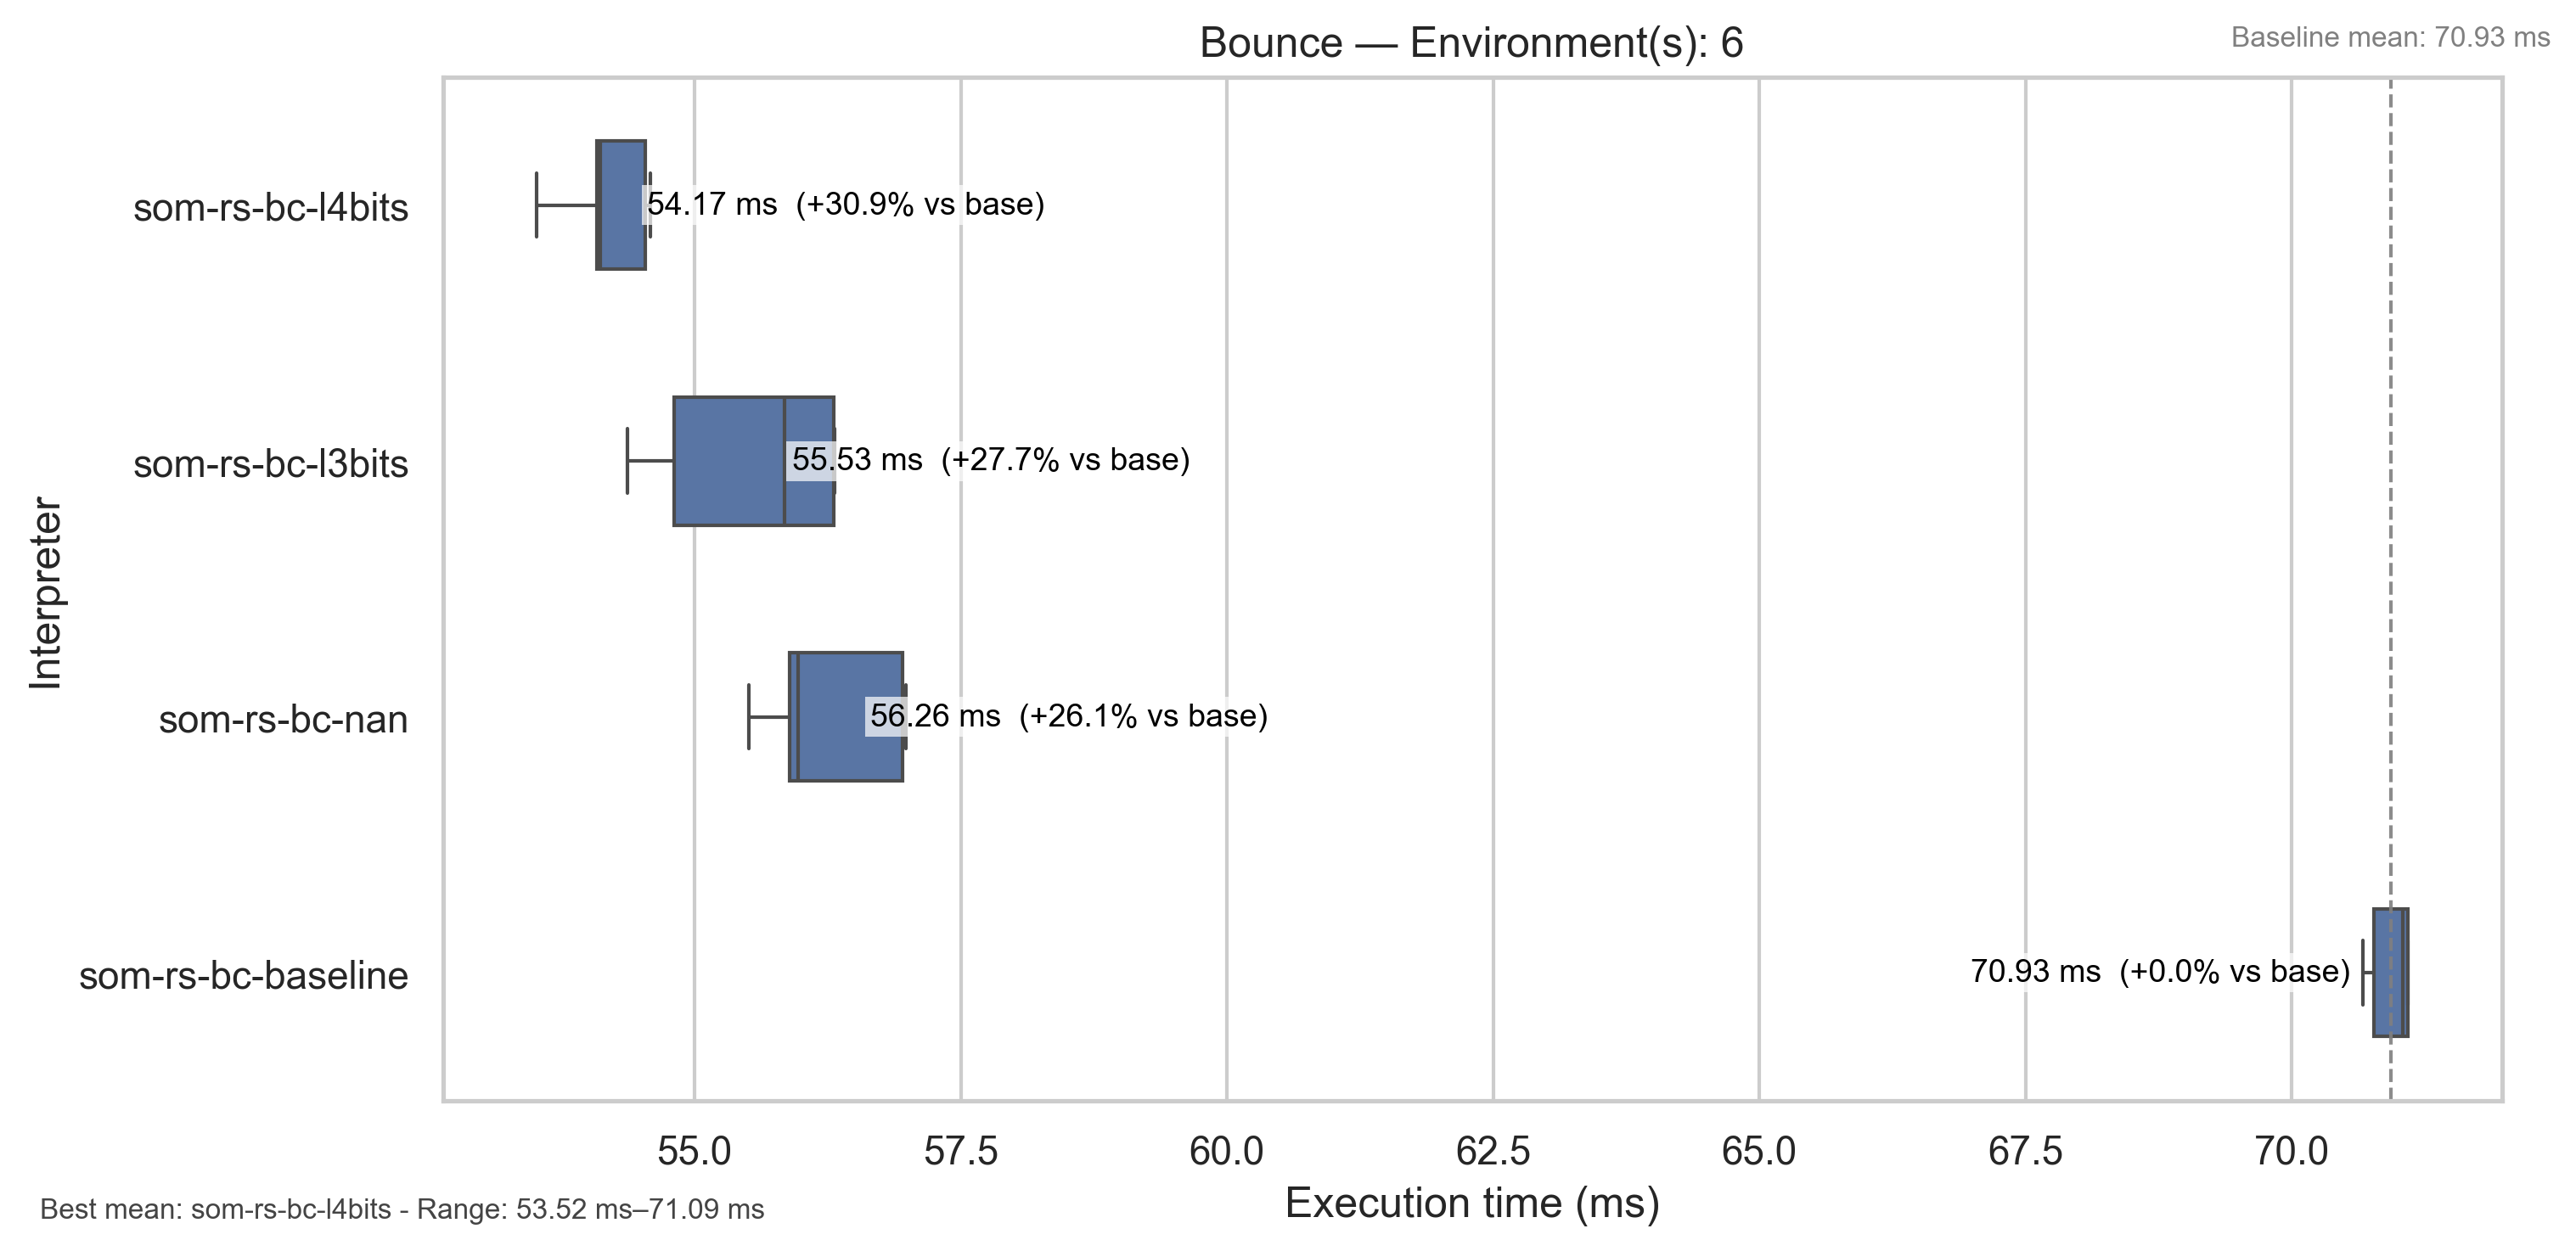 Bounce — Environment(s): 6
Baseline mean: 70.93 ms
Interpreter
som-rs-bc-l4bits
54.17 ms  (+30.9% vs base)
som-rs-bc-l3bits
55.53 ms  (+27.7% vs base)
som-rs-bc-nan
56.26 ms  (+26.1% vs base)
som-rs-bc-baseline
70.93 ms  (+0.0% vs base)
55.0 57.5 60.0 62.5 65.0 67.5 70.0
Execution time (ms)
Best mean: som-rs-bc-l4bits - Range: 53.52 ms–71.09 ms